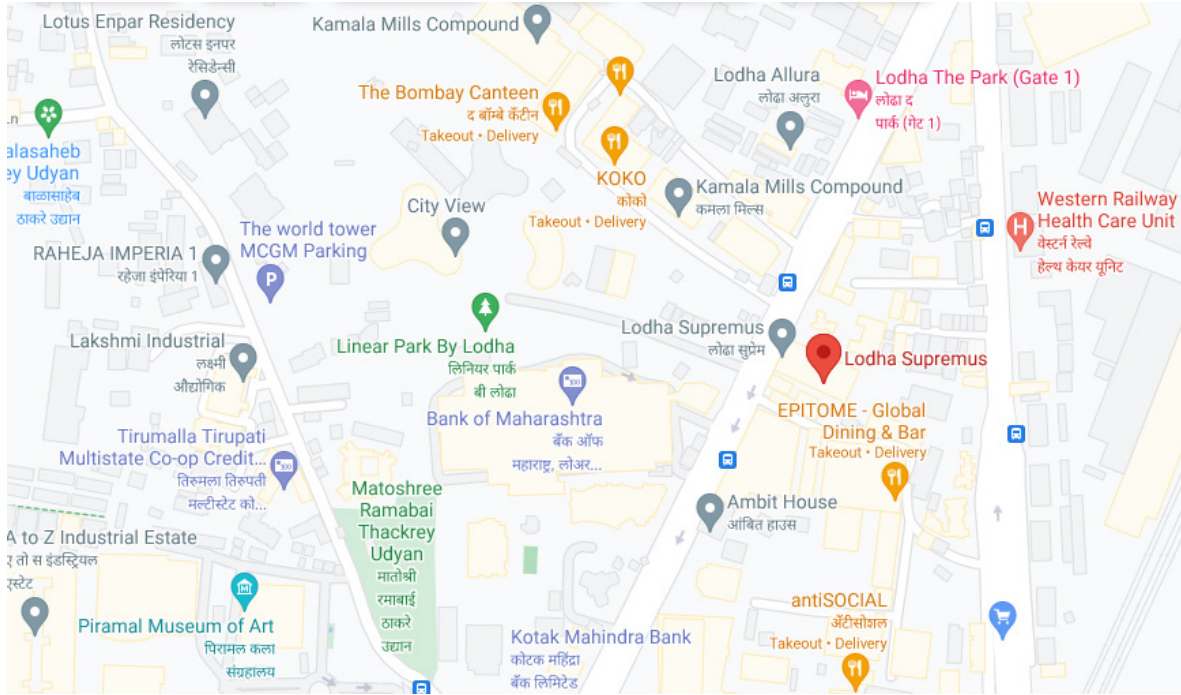 Lotus Enpar Residency
लोटस इनपर
रेसिडेन्सी
Kamala Mills Compound
The Bombay Canteen
द बॉम्बे कॅंटीन
Takeout • Delivery
Lodha Allura
लोढा अलुरा
Lodha The Park (Gate 1)
लोढा द
पार्क (गेट 1)
Ln
alasaheb
ey Udyan
बाळासाहेब
ठाकरे उद्यान
KOKO
कोको
Takeout • Delivery
Kamala Mills Compound
कमला मिल्स
Western Railway
Health Care Unit
वेस्टर्न रेल्वे
हेल्थ केयर यूनिट
H
City View
The world tower
MCGM Parking
P
RAHEJA IMPERIA 1
रहेजा इंपेरिया 1
Linear Park By Lodha
लिनियर पार्क
बी लोढा
Lodha Supremus
लोढा सुप्रेम
Lodha Supremus
Lakshmi Industrial
लक्ष्मी
औद्योगिक
Bank of Maharashtra
बँक ऑफ
महाराष्ट्र, लोअर...
EPITOME - Global
Dining & Bar
Takeout • Delivery
Tirumalla Tirupati
Multistate Co-op Credit...
तिरुमला तिरुपती
मल्टीस्टेट को...
Matoshree
Ramabai
Thackrey
Udyan
मातोश्री
रमाबाई
ठाकरे
उद्यान
Ambit House
आंबित हाउस
A to Z Industrial Estate
ए तो स इंडस्ट्रियल
एस्टेट
M
Piramal Museum of Art
पिरामल कला
संग्रहालय
antiSOCIAL
अँटीसोशल
Takeout • Delivery
Kotak Mahindra Bank
कोटक महिंद्रा
बँक लिमिटेड